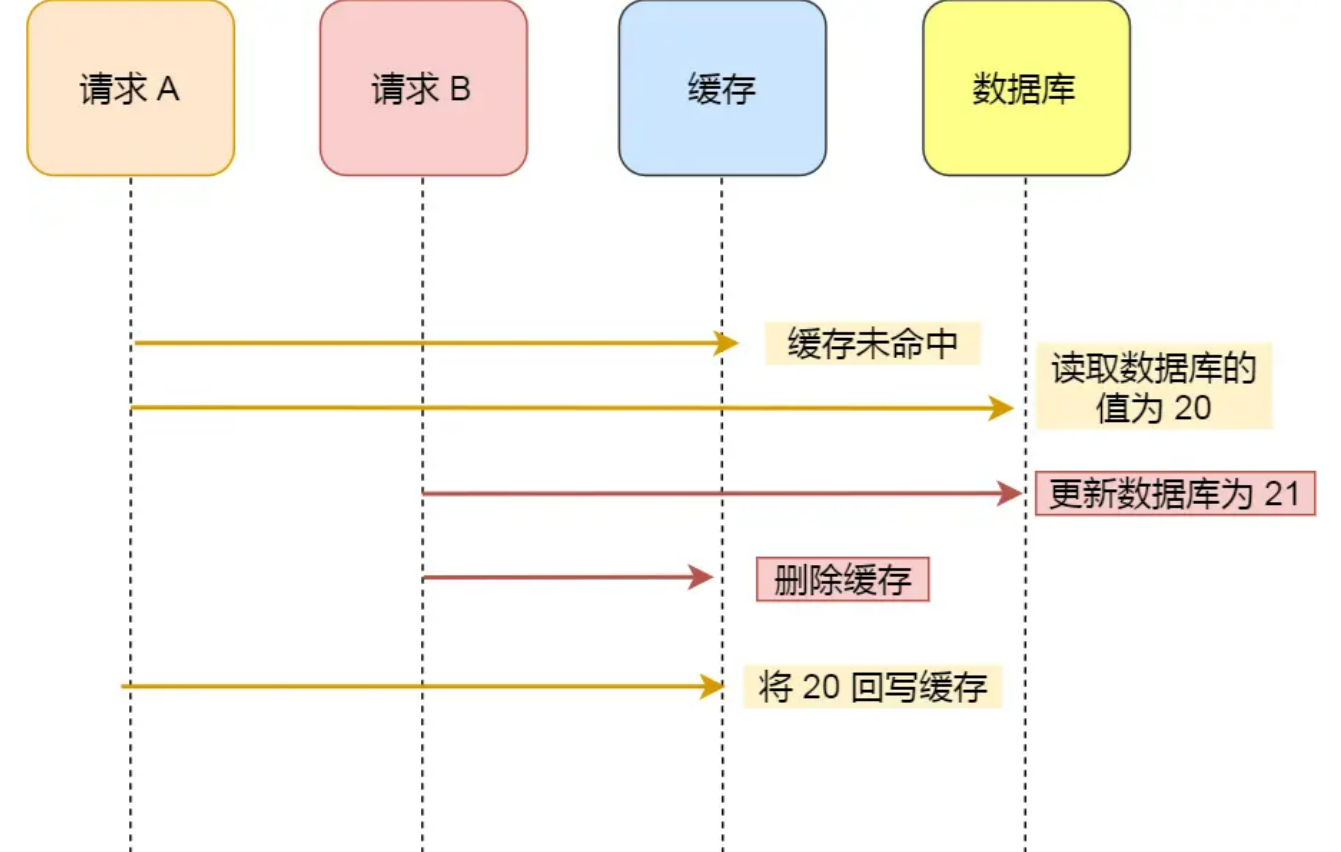 请求 A
请求 B
缓存
数据库
缓存未命中
读取数据库的
值为 20
更新数据库为 21
删除缓存
将 20 回写缓存